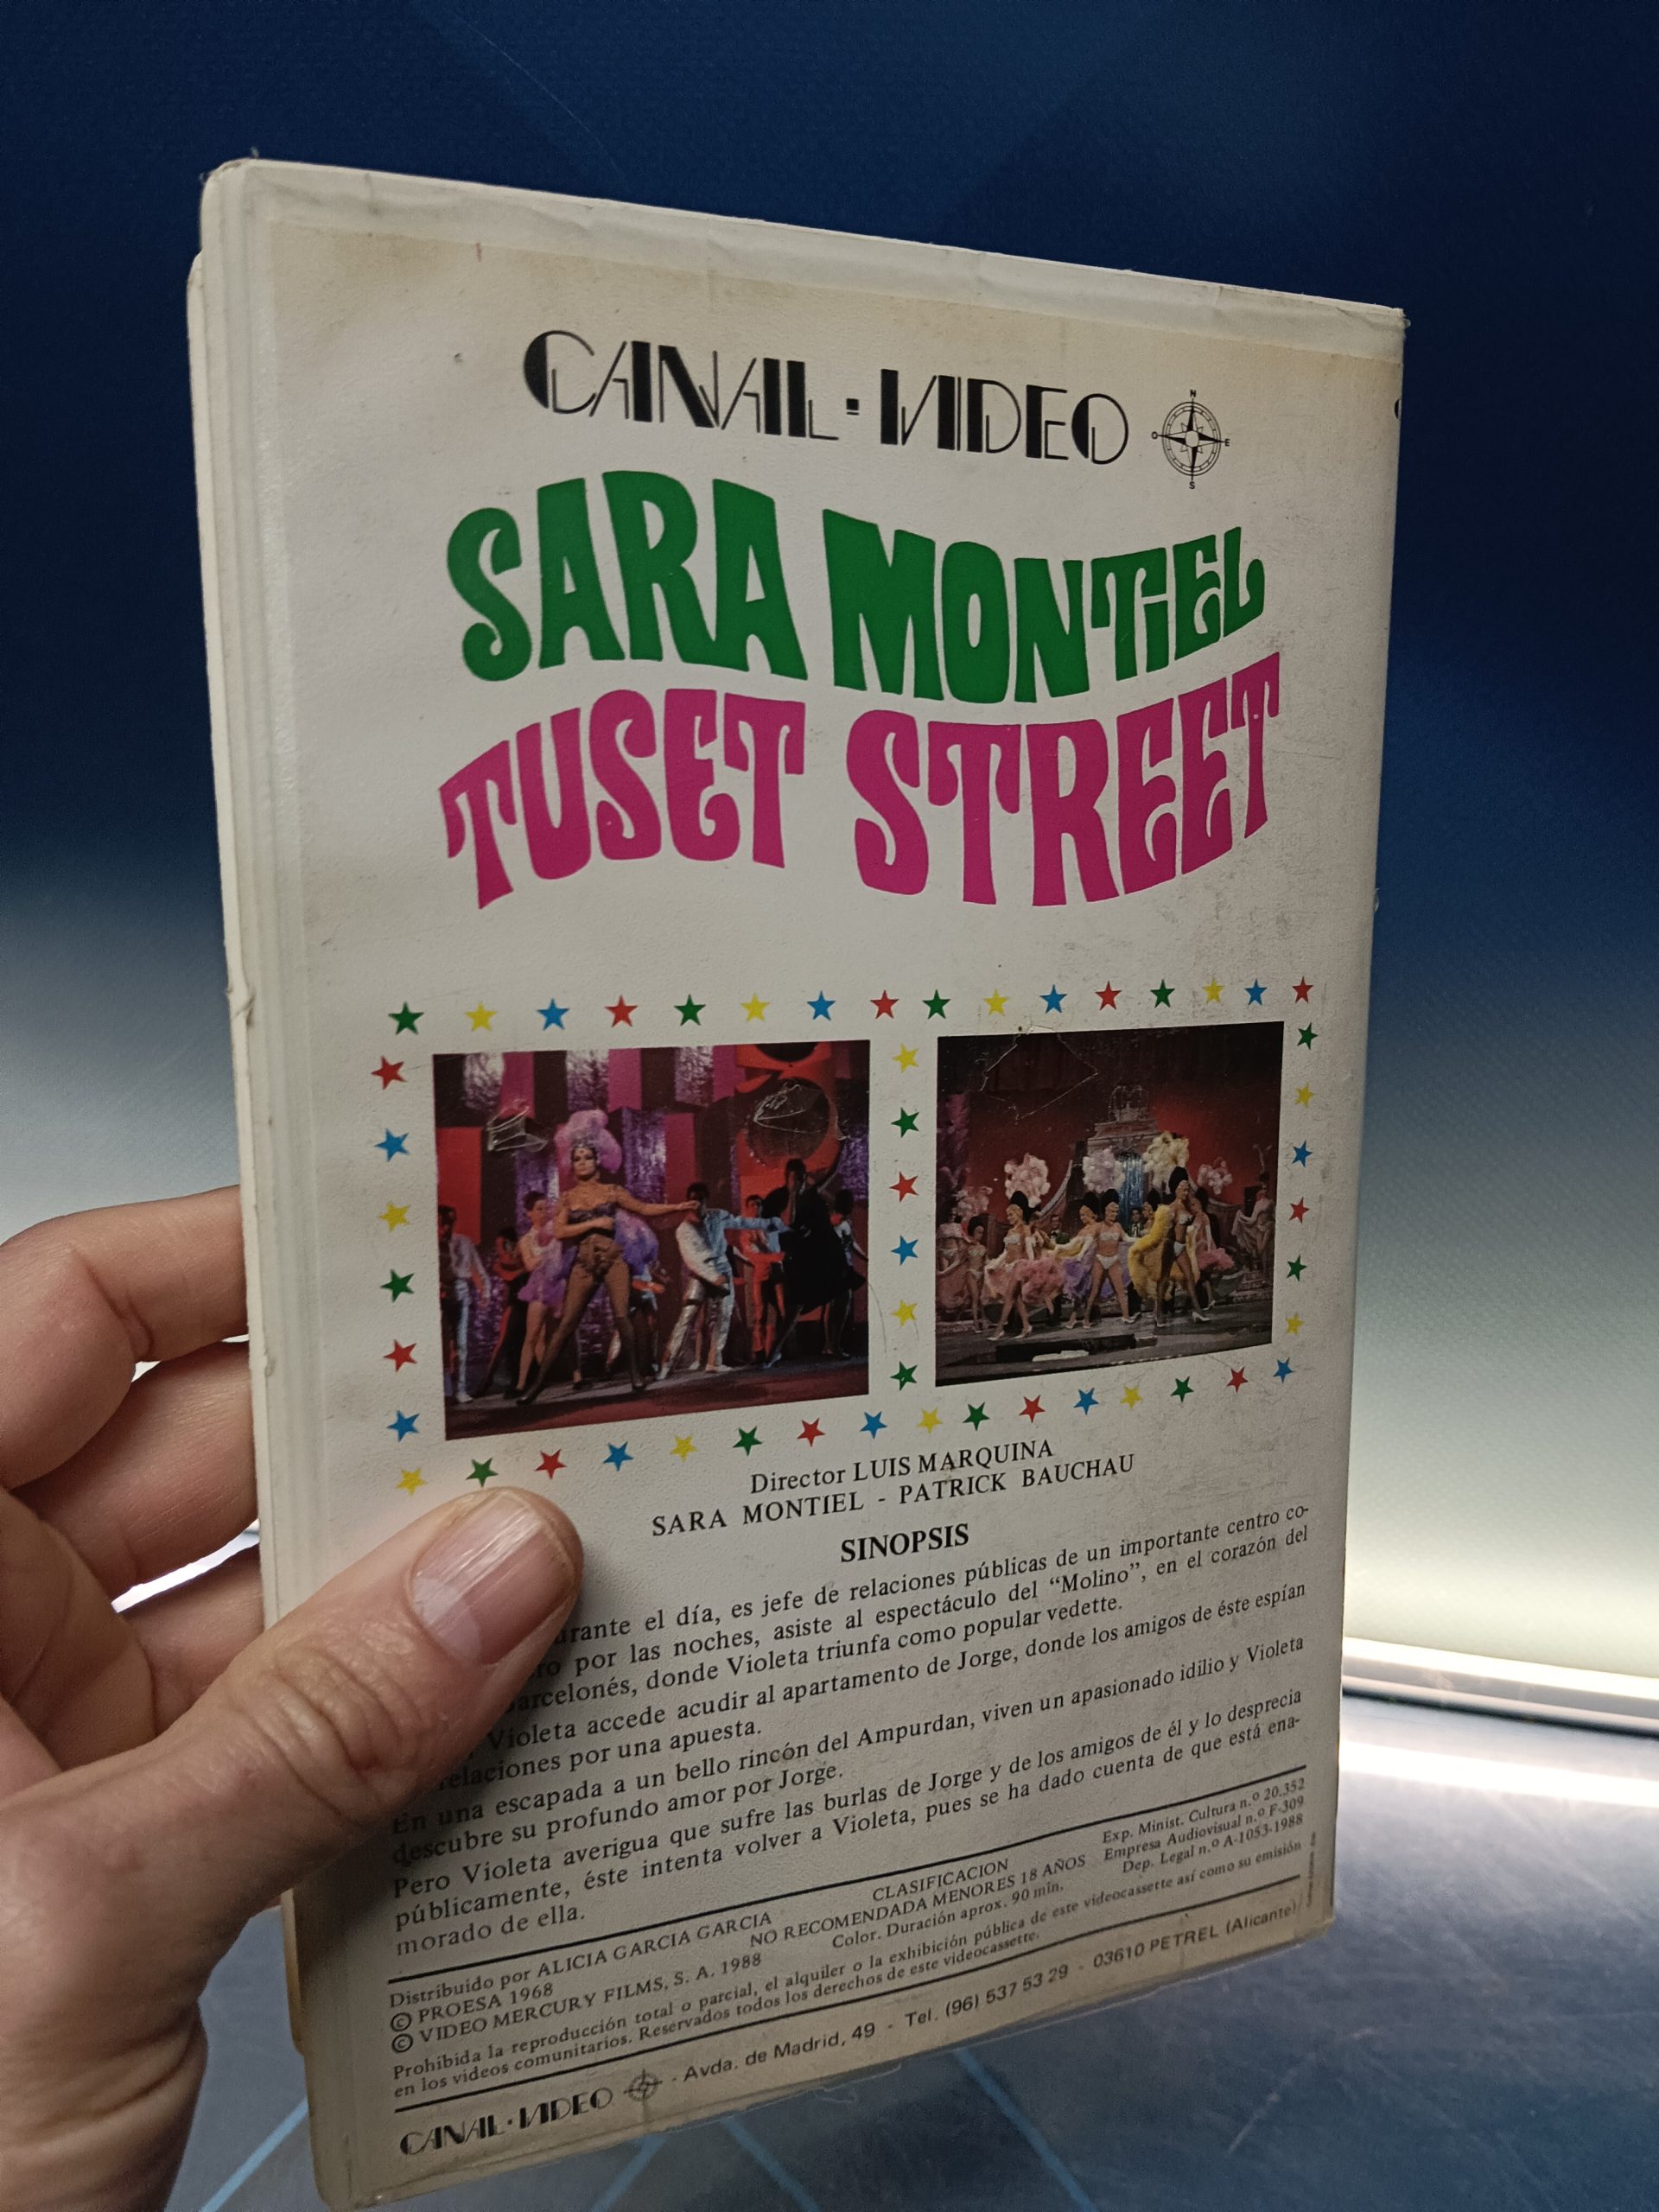 CANAL·VIDEO
N
O E
S
SARA MONTIEL
TUSET STREET
Director LUIS MARQUINA
SARA MONTIEL - PATRICK BAUCHAU
SINOPSIS
el día, es jefe de relaciones públicas de un importante centro co-
por las noches, asiste al espectáculo del “Molino”, en el corazón del
donde Violeta triunfa como popular vedette.
Violeta accede acudir al apartamento de Jorge, donde los amigos de éste espían
relaciones por una apuesta.
En una escapada a un bello rincón del Ampurdan, viven un apasionado idilio y Violeta
descubre su profundo amor por Jorge.
Pero Violeta averigua que sufre las burlas de Jorge y de los amigos de él y lo desprecia
públicamente, éste intenta volver a Violeta, pues se ha dado cuenta de que está ena-
morado de ella.
Distribuido por ALICIA GARCIA GARCIA
© PROESA 1968
© VIDEO MERCURY FILMS, S. A. 1988
CLASIFICACION
NO RECOMENDADA MENORES 18 AÑOS
Color. Duración aprox. 90 min.
Exp. Minist. Cultura n.º 20.352
Empresa Audiovisual n.º F-309
Dep. Legal n.º A-1053-1988
Prohibida la reproducción total o parcial, el alquiler o la exhibición pública de este videocassette así como su emisión
en los videos comunitarios. Reservados todos los derechos de este videocassette.
CANAL·VIDEO - Avda. de Madrid, 49 - Tel. (96) 537 53 29 - 03610 PETREL (Alicante)